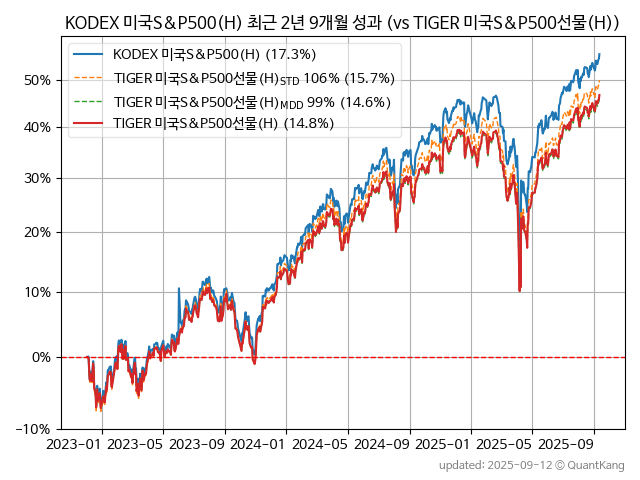 KODEX 미국S&P500(H) 최근 2년 9개월 성과 (vs TIGER 미국S&P500선물(H))
KODEX 미국S&P500(H) (17.3%)
TIGER 미국S&P500선물(H)STD 106% (15.7%)
TIGER 미국S&P500선물(H)MDD 99% (14.6%)
TIGER 미국S&P500선물(H) (14.8%)
50%
40%
30%
20%
10%
0%
-10%
2023-01 2023-05 2023-09 2024-01 2024-05 2024-09 2025-01 2025-05 2025-09
updated: 2025-09-12 © QuantKang